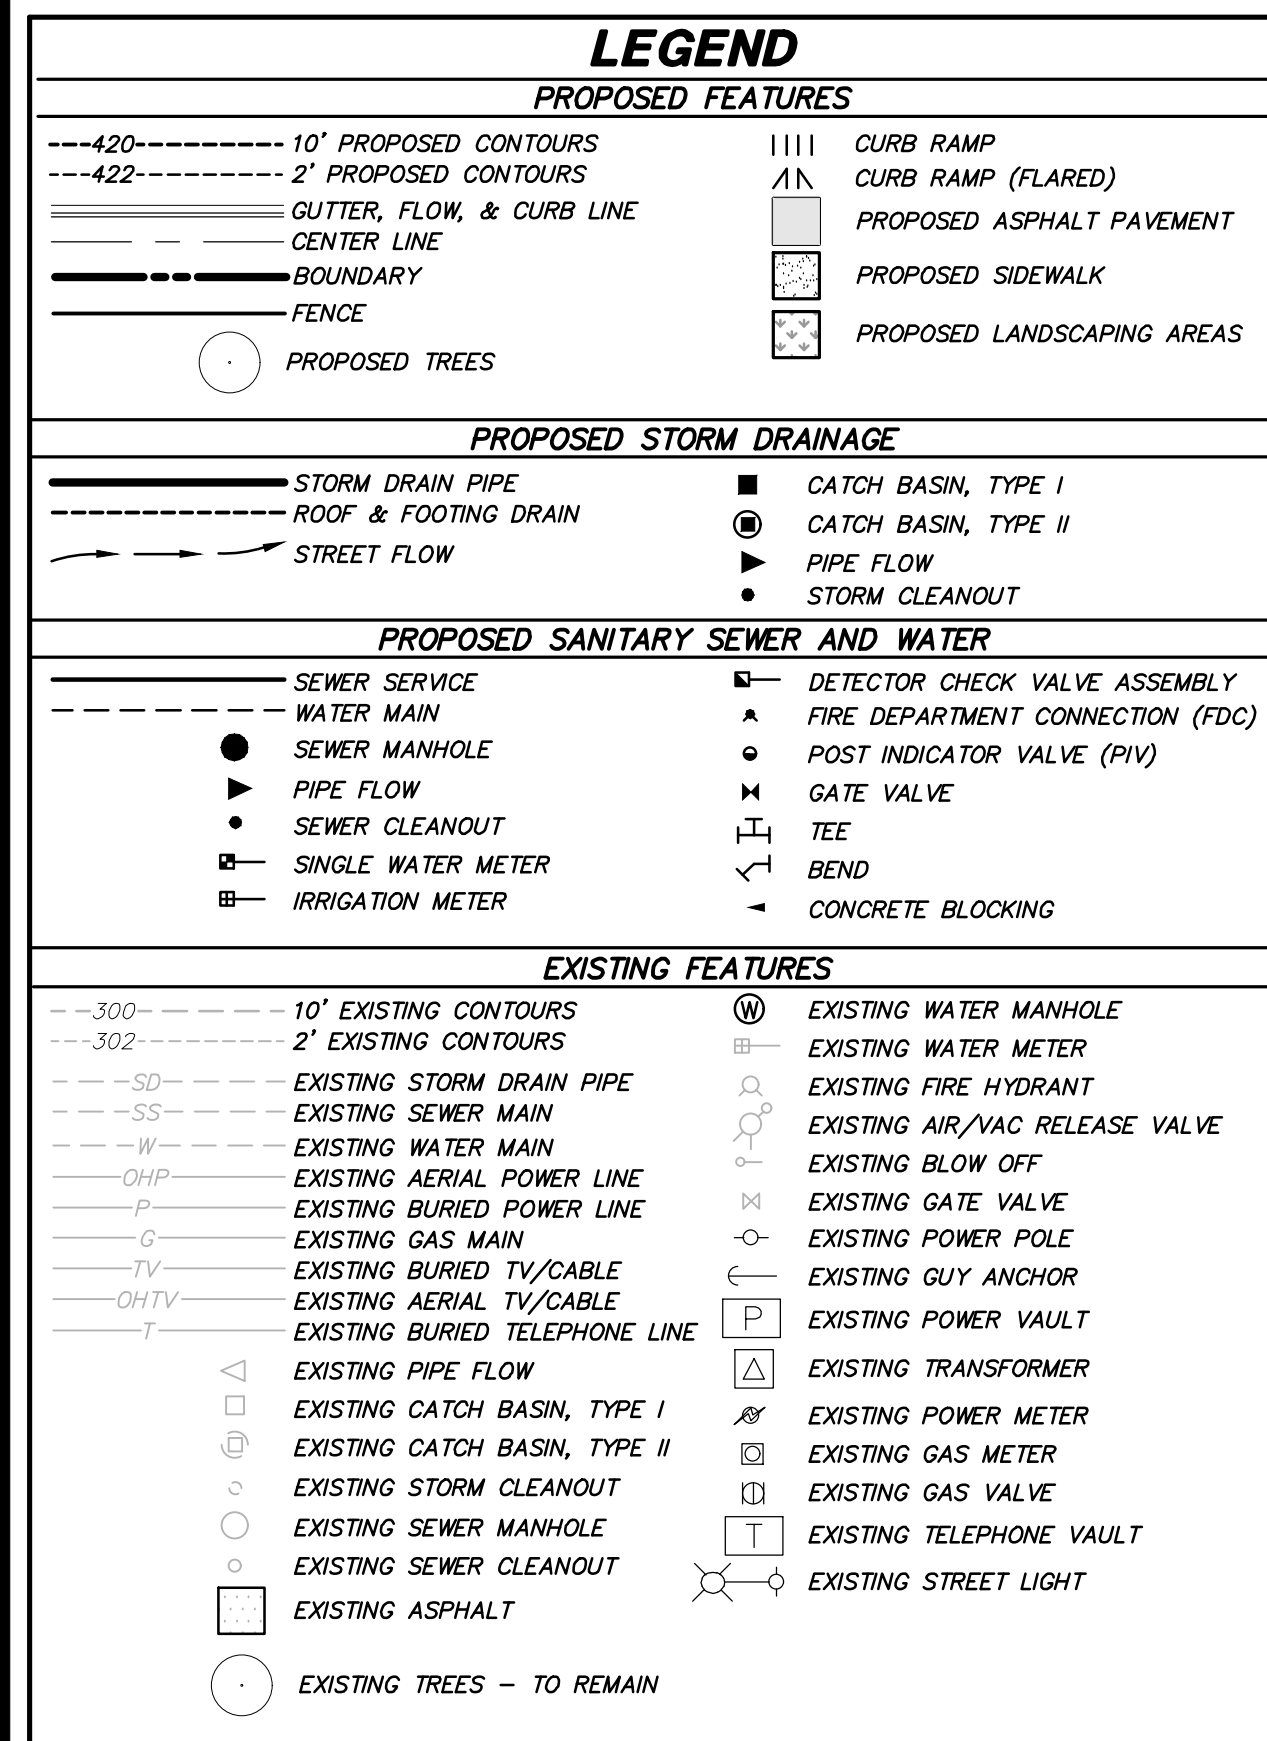 LEGEND
PROPOSED FEATURES
420 10' PROPOSED CONTOURS
422 2' PROPOSED CONTOURS
GUTTER, FLOW, & CURB LINE
CENTER LINE
BOUNDARY
FENCE
PROPOSED TREES
CURB RAMP
CURB RAMP (FLARED)
PROPOSED ASPHALT PAVEMENT
PROPOSED SIDEWALK
PROPOSED LANDSCAPING AREAS
PROPOSED STORM DRAINAGE
STORM DRAIN PIPE
ROOF & FOOTING DRAIN
STREET FLOW
CATCH BASIN, TYPE I
CATCH BASIN, TYPE II
PIPE FLOW
STORM CLEANOUT
PROPOSED SANITARY SEWER AND WATER
SEWER SERVICE
WATER MAIN
SEWER MANHOLE
PIPE FLOW
SEWER CLEANOUT
SINGLE WATER METER
IRRIGATION METER
DETECTOR CHECK VALVE ASSEMBLY
FIRE DEPARTMENT CONNECTION (FDC)
POST INDICATOR VALVE (PIV)
GATE VALVE
TEE
BEND
CONCRETE BLOCKING
EXISTING FEATURES
300 10' EXISTING CONTOURS
302 2' EXISTING CONTOURS
SD EXISTING STORM DRAIN PIPE
SS EXISTING SEWER MAIN
W EXISTING WATER MAIN
OHP EXISTING AERIAL POWER LINE
P EXISTING BURIED POWER LINE
G EXISTING GAS MAIN
TV EXISTING BURIED TV/CABLE
OHTV EXISTING AERIAL TV/CABLE
T EXISTING BURIED TELEPHONE LINE
EXISTING PIPE FLOW
EXISTING CATCH BASIN, TYPE I
EXISTING CATCH BASIN, TYPE II
EXISTING STORM CLEANOUT
EXISTING SEWER MANHOLE
EXISTING SEWER CLEANOUT
EXISTING ASPHALT
EXISTING TREES – TO REMAIN
W EXISTING WATER MANHOLE
EXISTING WATER METER
EXISTING FIRE HYDRANT
EXISTING AIR/VAC RELEASE VALVE
EXISTING BLOW OFF
EXISTING GATE VALVE
EXISTING POWER POLE
EXISTING GUY ANCHOR
P EXISTING POWER VAULT
EXISTING TRANSFORMER
EXISTING POWER METER
EXISTING GAS METER
EXISTING GAS VALVE
T EXISTING TELEPHONE VAULT
EXISTING STREET LIGHT